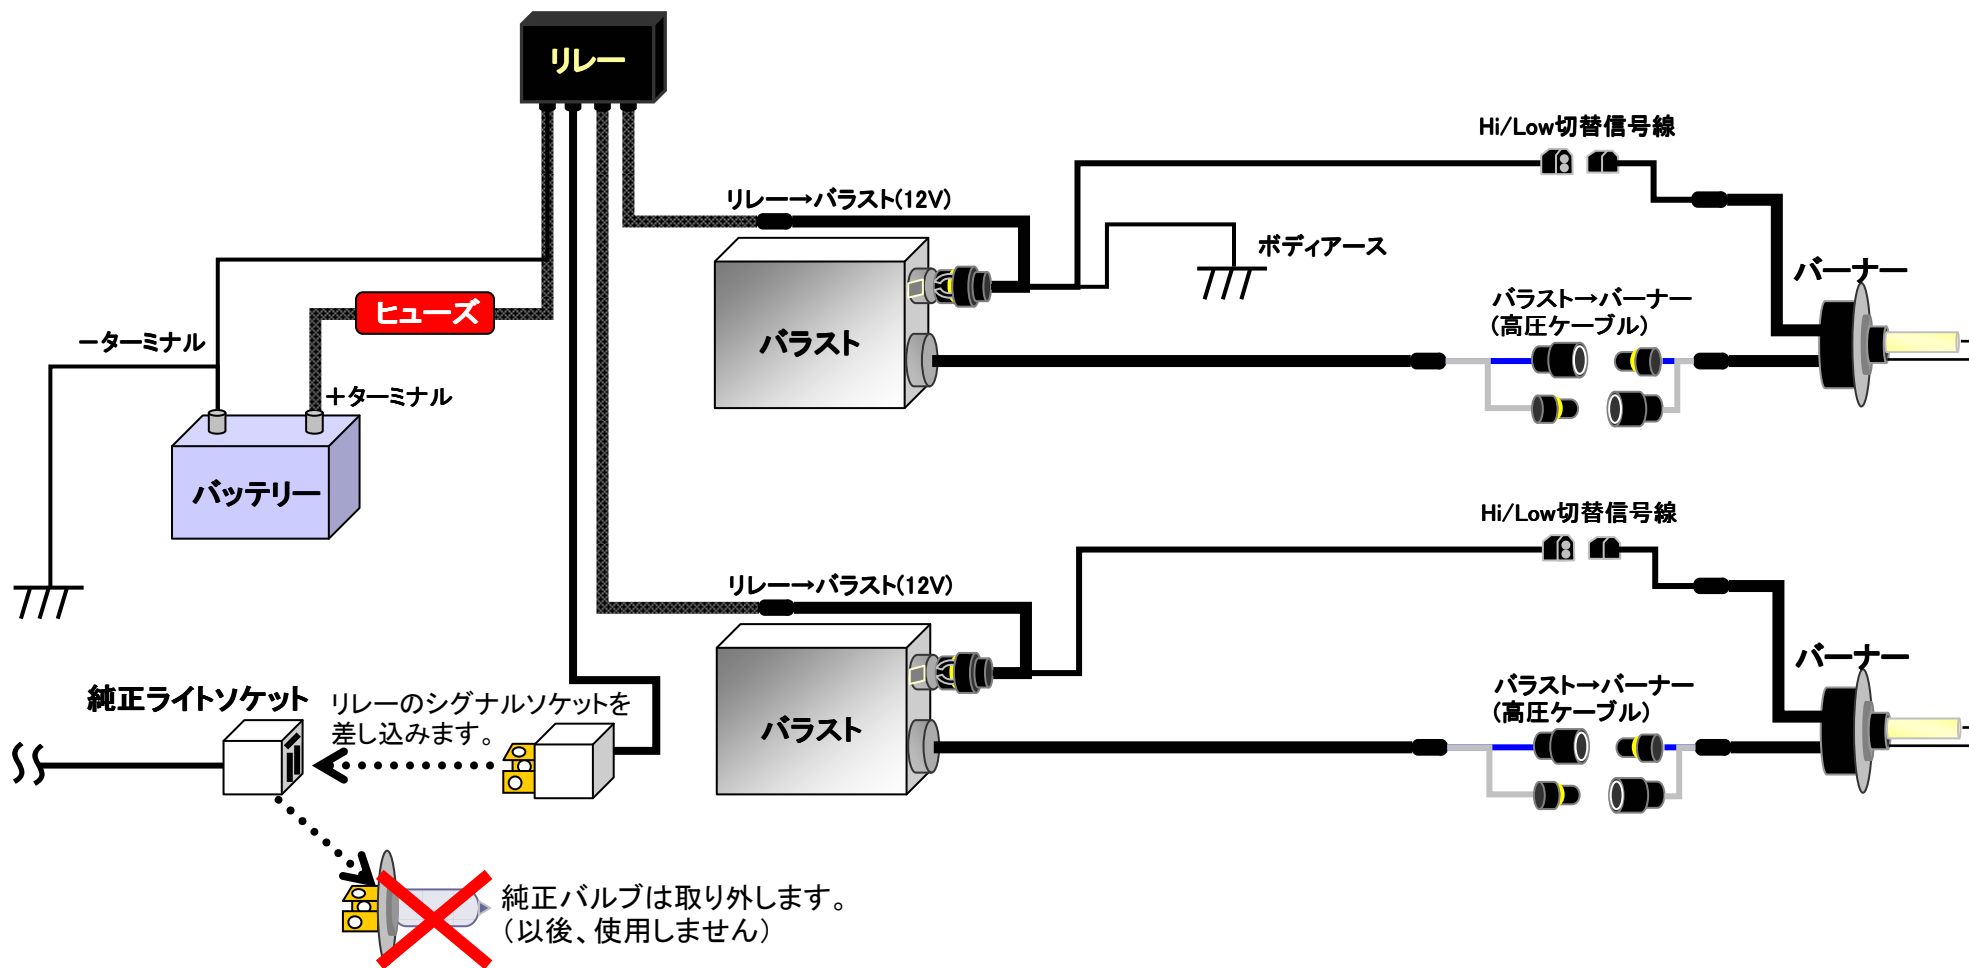 リレー
Hi/Low切替信号線
リレー→バラスト(12V)
ボディアース
バーナー
ヒューズ
バラスト→バーナー
(高圧ケーブル)
バラスト
－ターミナル
＋ターミナル
バッテリー
Hi/Low切替信号線
リレー→バラスト(12V)
バーナー
純正ライトソケット
リレーのシグナルソケットを
差し込みます。
バラスト→バーナー
(高圧ケーブル)
バラスト
純正バルブは取り外します。
（以後、使用しません）